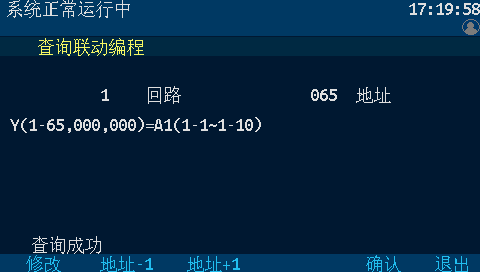 系统正常运行中 17:19:58
查询联动编程
1 回路 065 地址
Y(1-65,000,000)=A1(1-1~1-10)
查询成功
修改 地址-1 地址+1 确认 退出